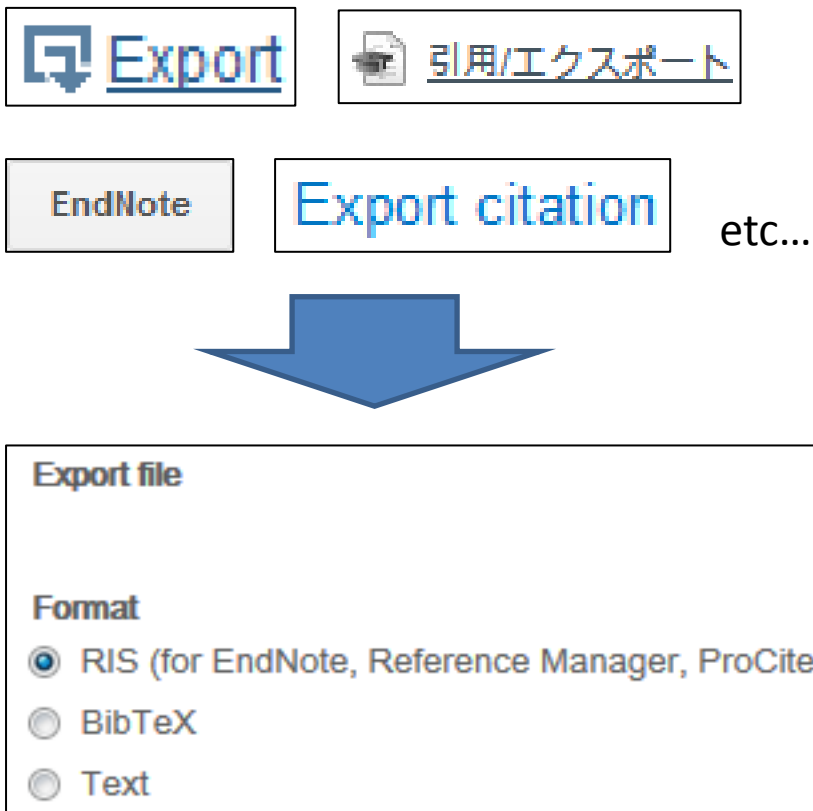 Export
引用/エクスポート
EndNote
Export citation
etc...
Export file
Format
RIS (for EndNote, Reference Manager, ProCite
BibTeX
Text